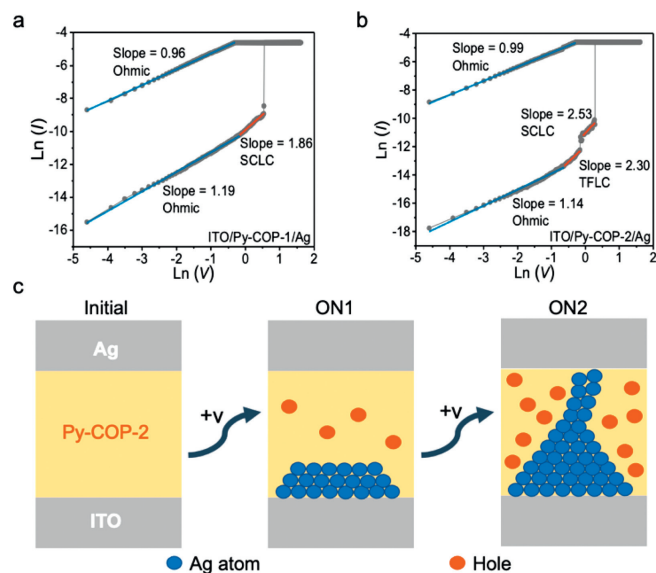 a
-4
-6
-8
-10
-12
-14
-16
Ln (I)
Slope = 0.96
Ohmic
Slope = 1.86
SCLC
Slope = 1.19
Ohmic
ITO/Py-COP-1/Ag
-5 -4 -3 -2 -1 0 1 2
Ln (V)
b
-4
-6
-8
-10
-12
-14
-16
-18
Ln (I)
Slope = 0.99
Ohmic
Slope = 2.53
SCLC
Slope = 2.30
TFLC
Slope = 1.14
Ohmic
ITO/Py-COP-2/Ag
-5 -4 -3 -2 -1 0 1 2
Ln (V)
c
Initial
ON1
ON2
Ag
Py-COP-2
ITO
+v
+v
Ag atom
Hole